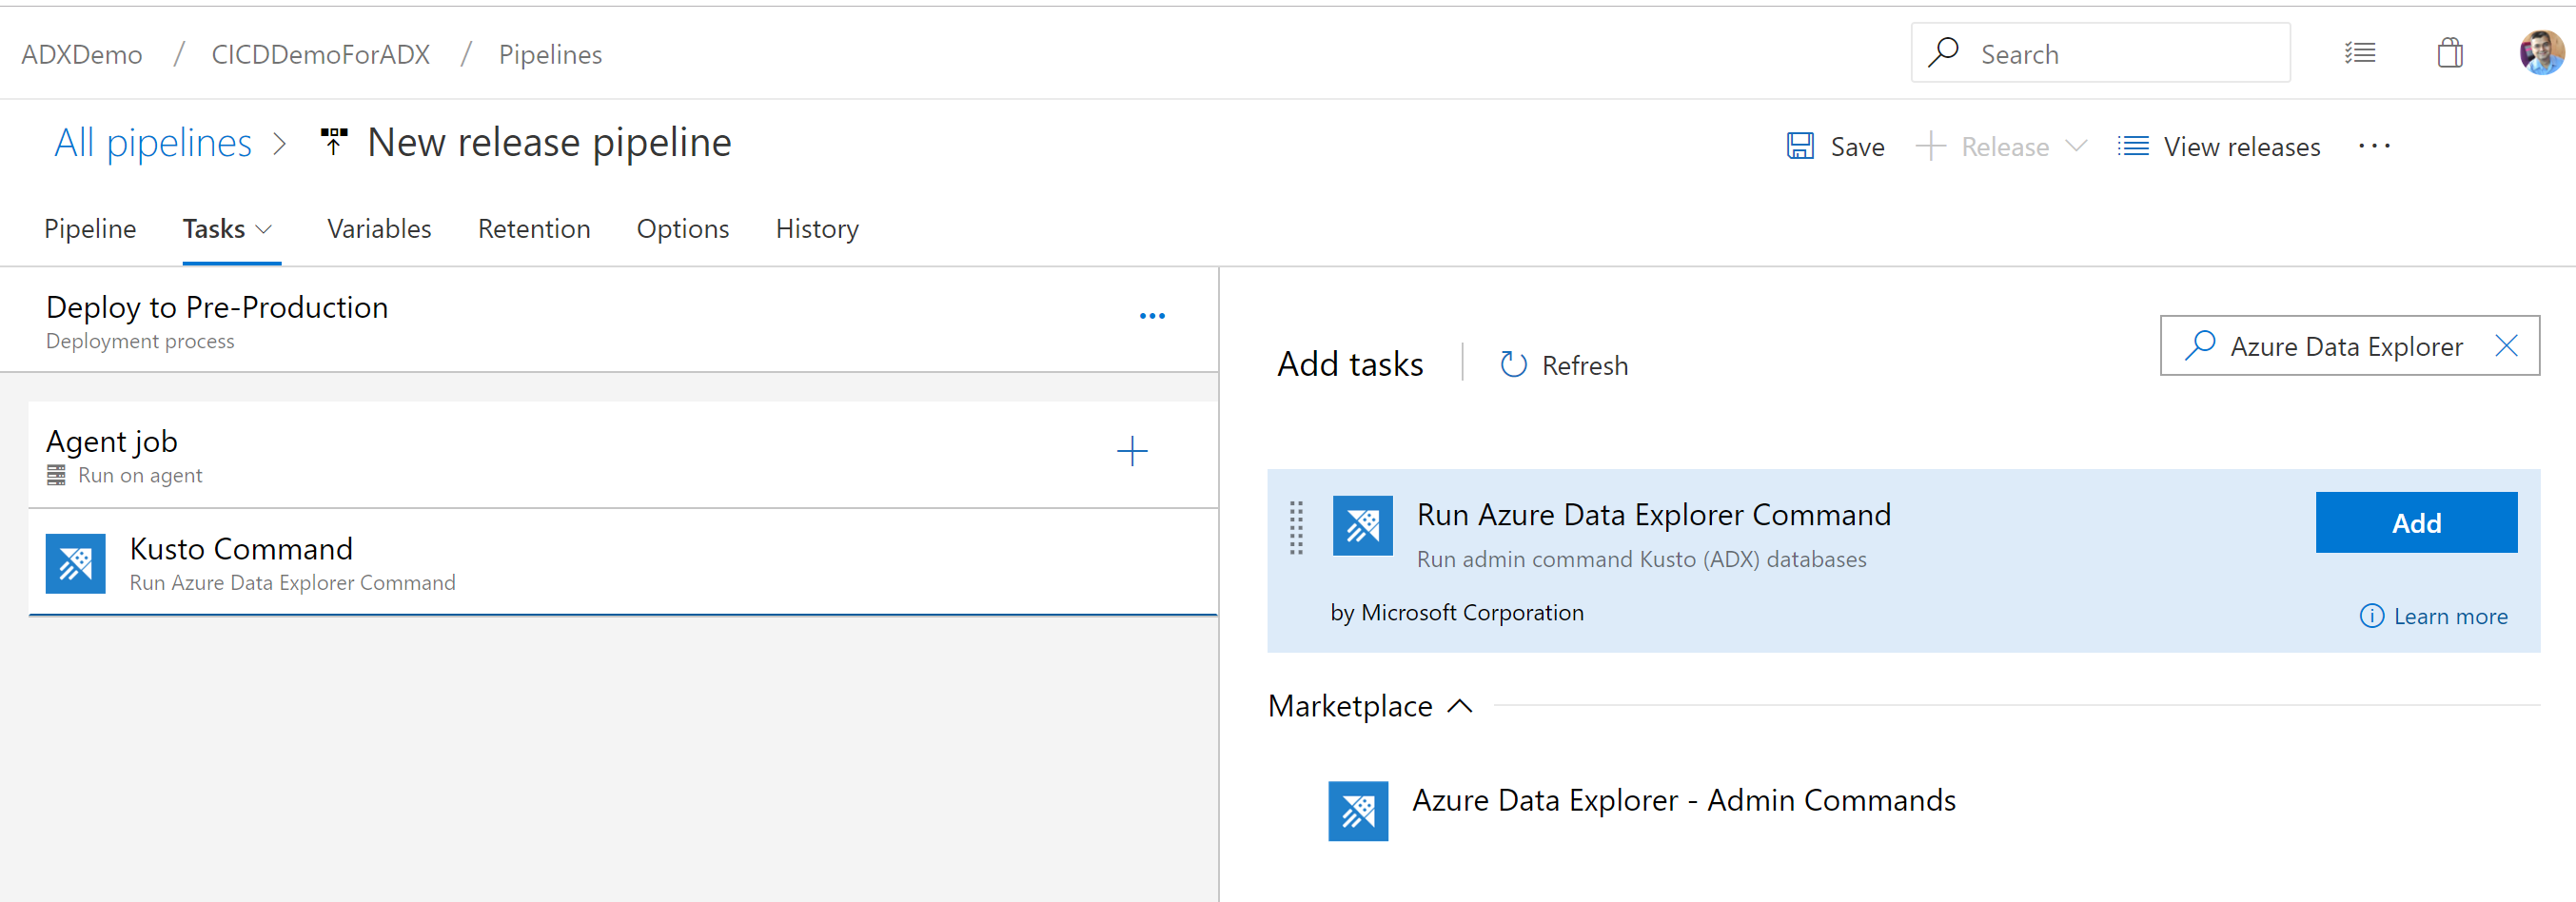 ADXDemo / CICDDemoForADX / Pipelines
Search
All pipelines > New release pipeline
Save
Release
View releases
...
Pipeline
Tasks
Variables
Retention
Options
History
Deploy to Pre-Production
...
Deployment process
Agent job
Run on agent
Kusto Command
Run Azure Data Explorer Command
Add tasks
Refresh
Azure Data Explorer
Run Azure Data Explorer Command
Add
Run admin command Kusto (ADX) databases
by Microsoft Corporation
Learn more
Marketplace
Azure Data Explorer - Admin Commands